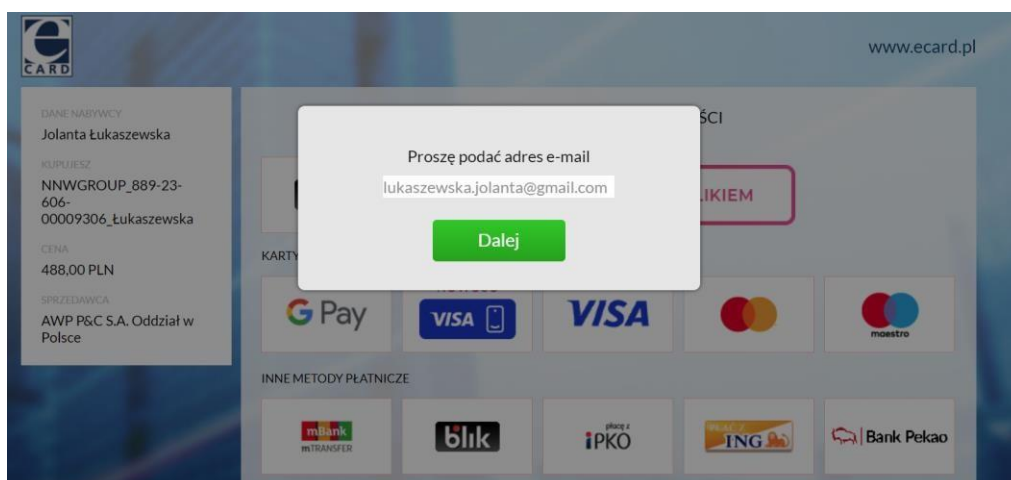 e
CARD
www.ecard.pl
DANE NABYWCY
Jolanta Łukaszewska
KUPUJESZ
NNWGROUP_889-23-
606-
00009306_Łukaszewska
CENA
488,00 PLN
SPRZEDAWCA
AWP P&C S.A. Oddział w
Polsce
ŚCI
Proszę podać adres e-mail
lukaszewska.jolanta@gmail.com
Dalej
LIKIEM
KARTY
G Pay
VISA
VISA
maestro
INNE METODY PŁATNICZE
mBank
mTRANSFER
blik
płacę z
iPKO
PŁAĆ Z
ING
Bank Pekao